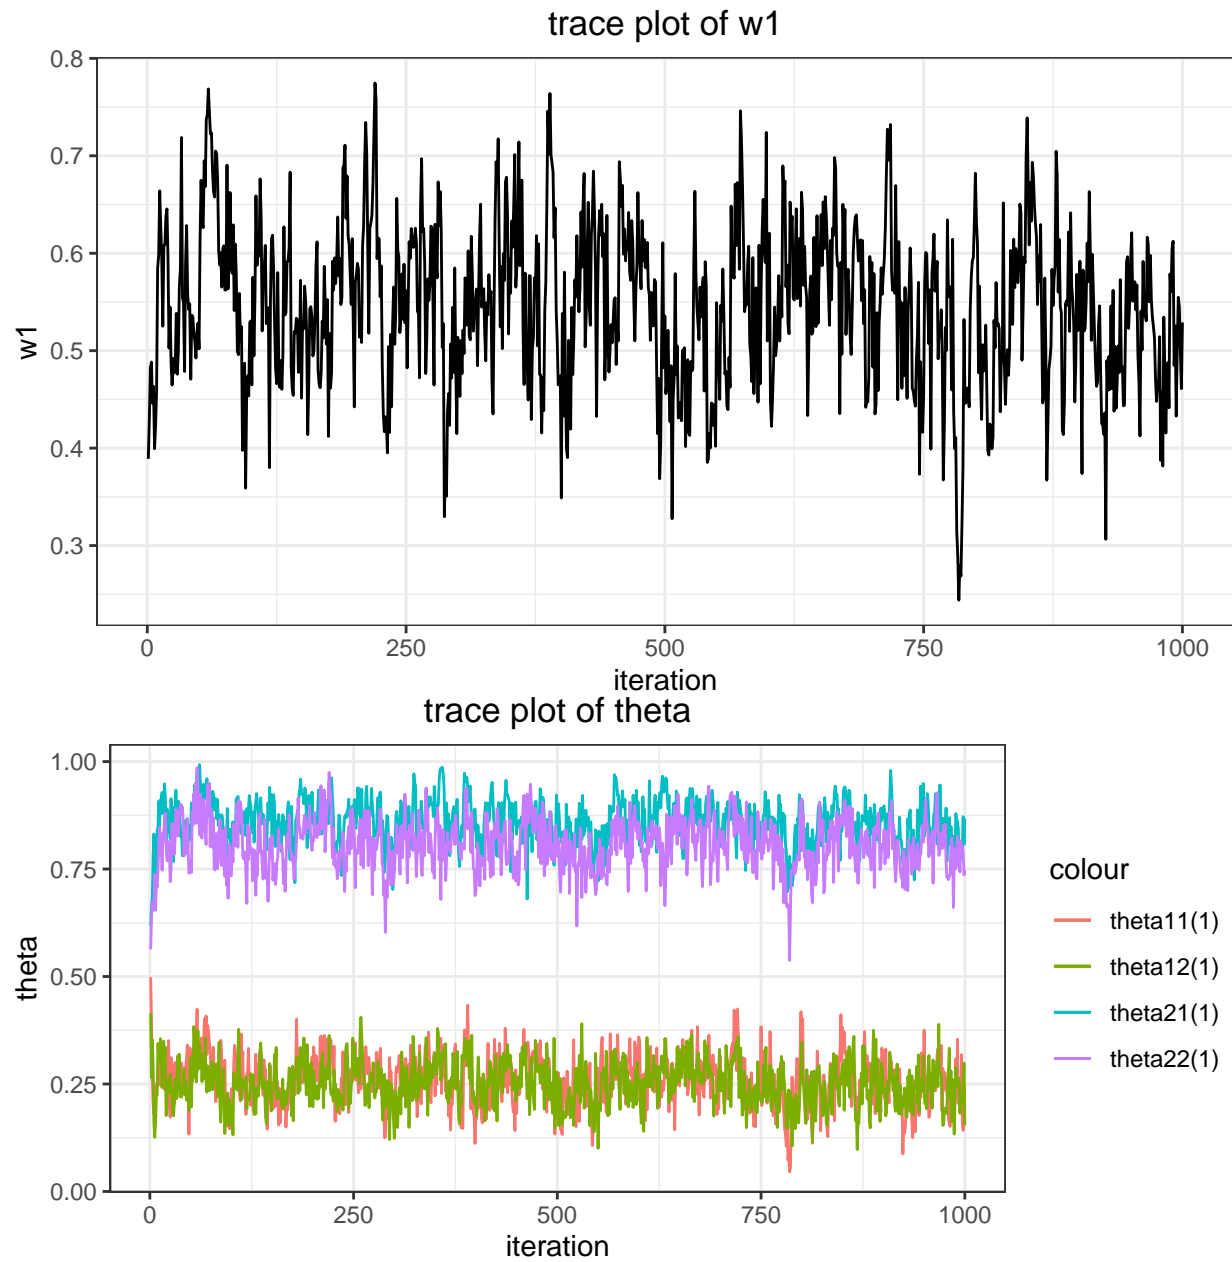 trace plot of w1
0.8
0.7
0.6
0.5
0.4
0.3
w1
0
250
500
750
1000
iteration
trace plot of theta
1.00
0.75
0.50
0.25
0.00
theta
0
250
500
750
1000
iteration
colour
theta11(1)
theta12(1)
theta21(1)
theta22(1)